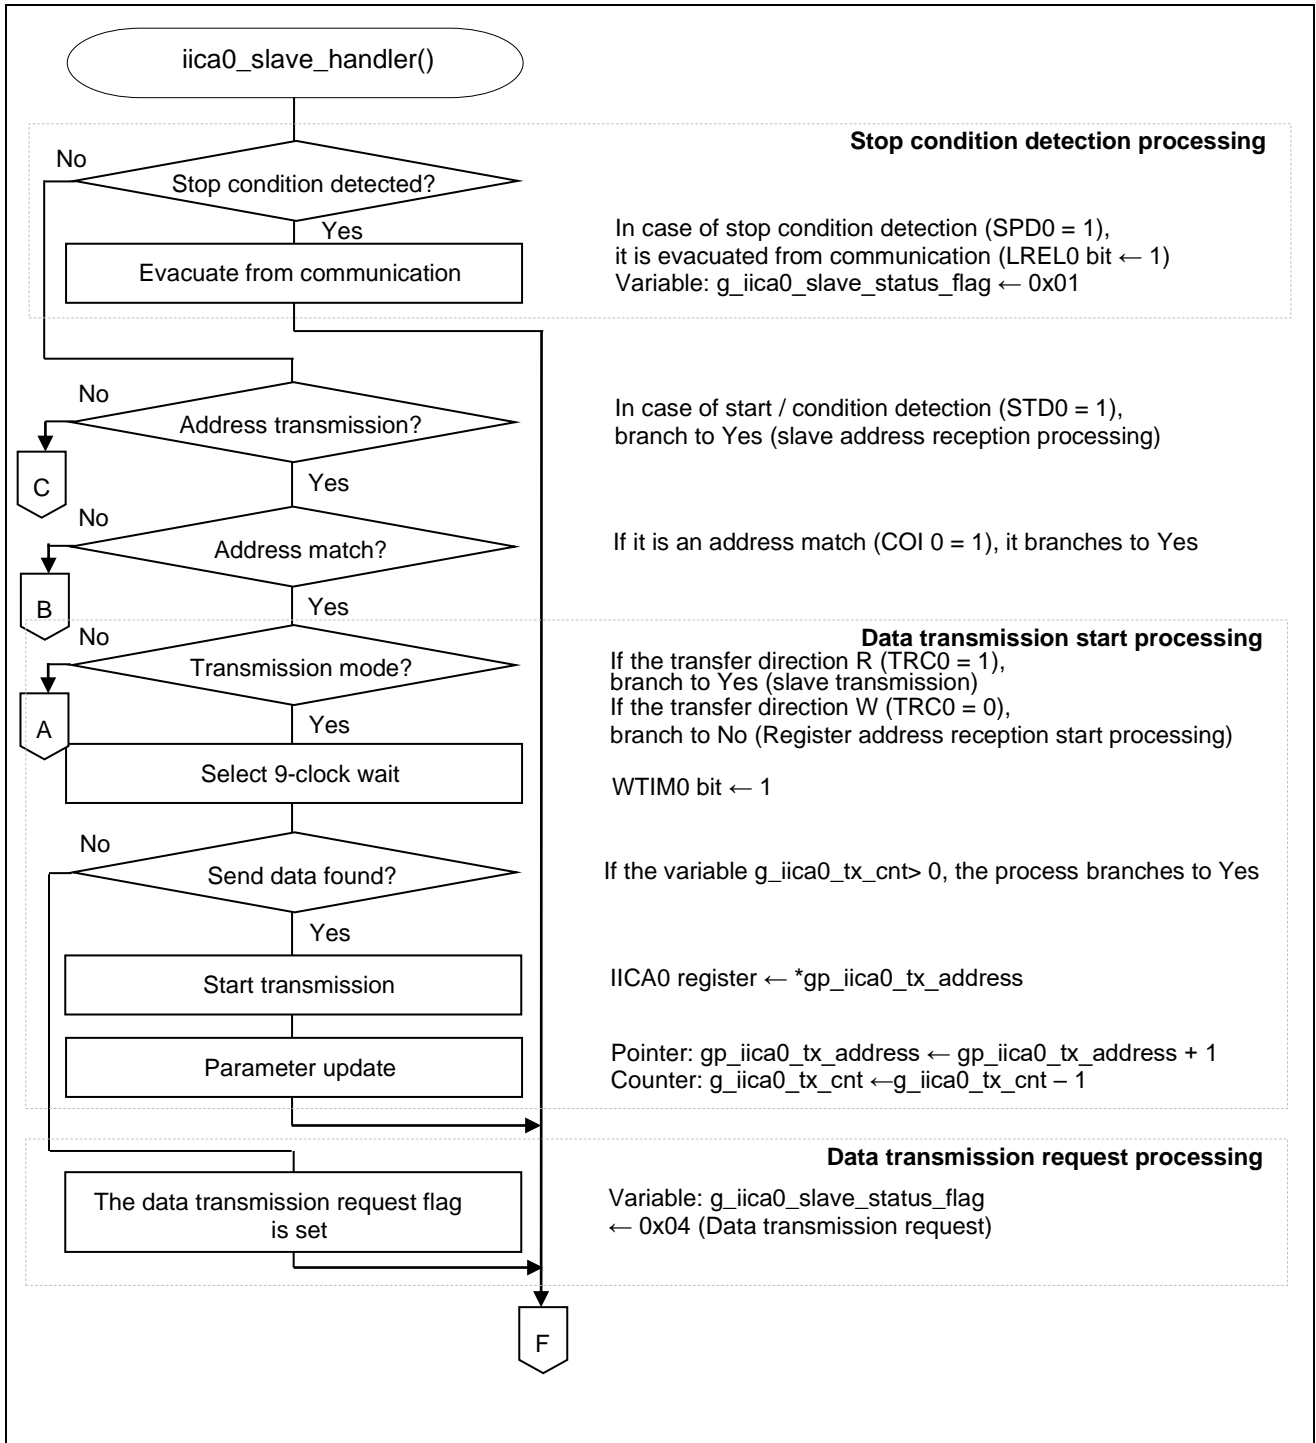 iica0_slave_handler()
Stop condition detection processing
No
Stop condition detected?
Yes
In case of stop condition detection (SPD0 = 1),
it is evacuated from communication (LREL0 bit ← 1)
Variable: g_iica0_slave_status_flag ← 0x01
Evacuate from communication
No
Address transmission?
In case of start / condition detection (STD0 = 1),
branch to Yes (slave address reception processing)
C
Yes
No
Address match?
If it is an address match (COI 0 = 1), it branches to Yes
B
Yes
No
Data transmission start processing
Transmission mode?
If the transfer direction R (TRC0 = 1),
branch to Yes (slave transmission)
If the transfer direction W (TRC0 = 0),
branch to No (Register address reception start processing)
A
Yes
Select 9-clock wait
WTIM0 bit ← 1
No
Send data found?
If the variable g_iica0_tx_cnt> 0, the process branches to Yes
Yes
Start transmission
IICA0 register ← *gp_iica0_tx_address
Parameter update
Pointer: gp_iica0_tx_address ← gp_iica0_tx_address + 1
Counter: g_iica0_tx_cnt ←g_iica0_tx_cnt – 1
Data transmission request processing
The data transmission request flag
is set
Variable: g_iica0_slave_status_flag
← 0x04 (Data transmission request)
F